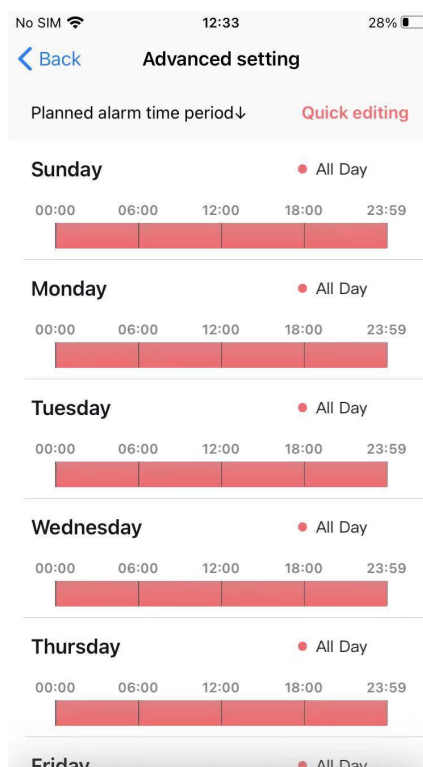 No SIM 12:33 28%
Back Advanced setting
Planned alarm time period↓ Quick editing
Sunday All Day
00:00 06:00 12:00 18:00 23:59
Monday All Day
00:00 06:00 12:00 18:00 23:59
Tuesday All Day
00:00 06:00 12:00 18:00 23:59
Wednesday All Day
00:00 06:00 12:00 18:00 23:59
Thursday All Day
00:00 06:00 12:00 18:00 23:59
Friday All Day